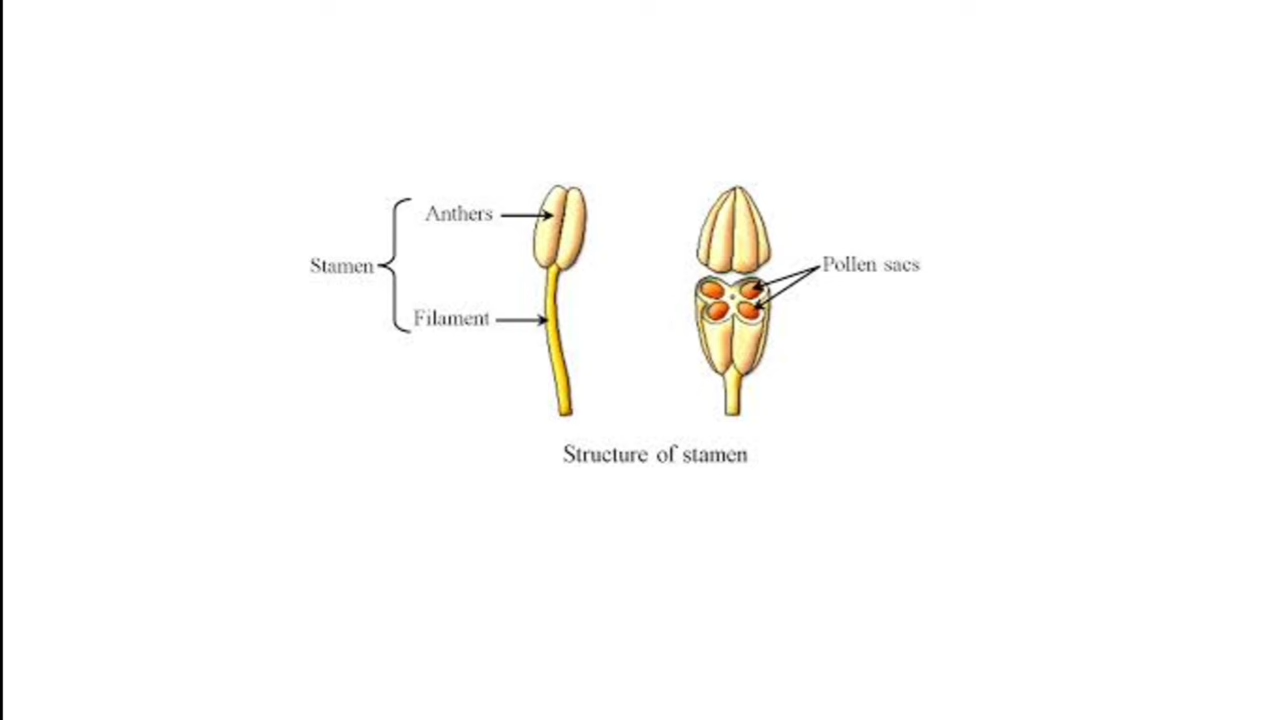 Anthers
Stamen
Pollen sacs
Filament
Structure of stamen